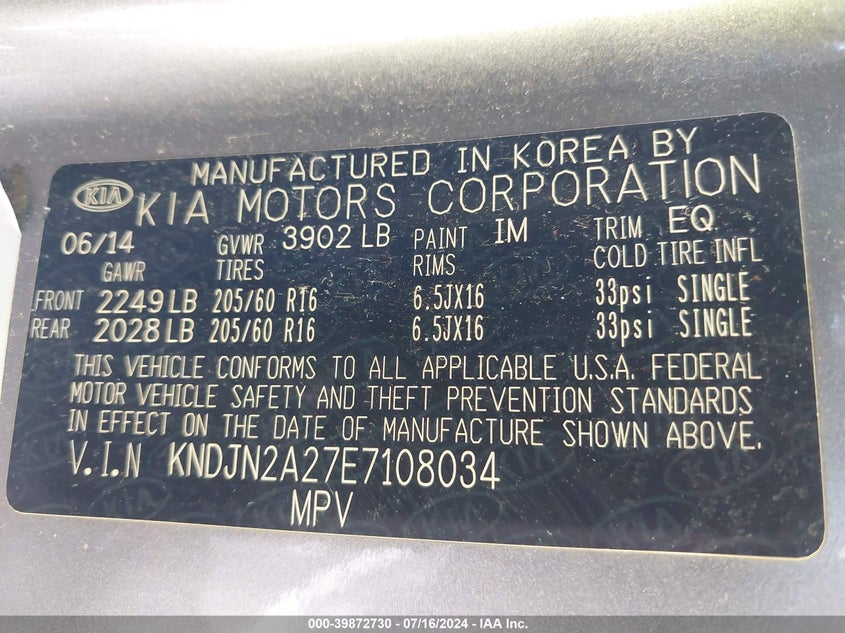 MANUFACTURED IN KOREA BY
KIA KIA MOTORS CORPORATION
06/14 GVWR 3902 LB PAINT IM TRIM EQ
GAWR TIRES RIMS COLD TIRE INFL
FRONT 2249 LB 205/60 R16 6.5JX16 33psi SINGLE
REAR 2028 LB 205/60 R16 6.5JX16 33psi SINGLE
THIS VEHICLE CONFORMS TO ALL APPLICABLE U.S.A. FEDERAL
MOTOR VEHICLE SAFETY AND THEFT PREVENTION STANDARDS
IN EFFECT ON THE DATE OF MANUFACTURE SHOWN ABOVE.
V.I.N KNDJN2A27E7108034
MPV
000-39872730 - 07/16/2024 - IAA Inc.